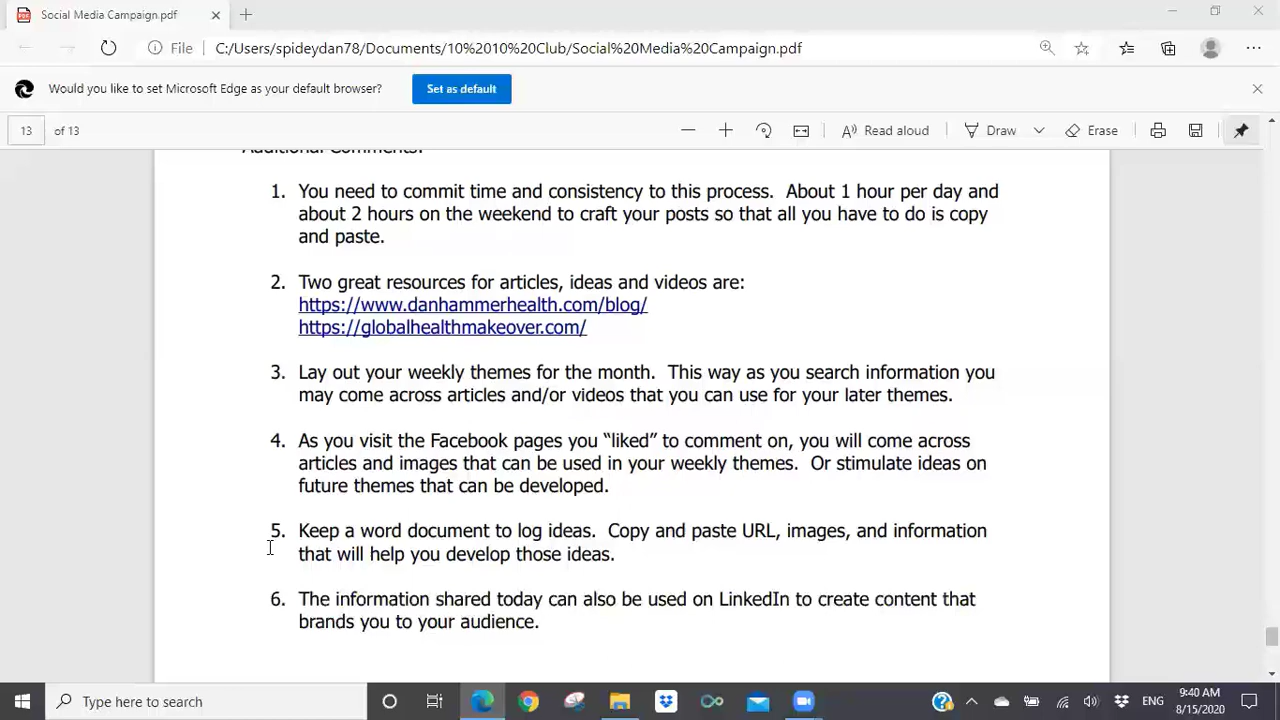 Social Media Campaign.pdf
File C:/Users/spideydan78/Documents/10%2010%20Club/Social%20Media%20Campaign.pdf
Would you like to set Microsoft Edge as your default browser? Set as default
13 of 13 Read aloud Draw Erase
Additional Comments:
1. You need to commit time and consistency to this process. About 1 hour per day and
about 2 hours on the weekend to craft your posts so that all you have to do is copy
and paste.
2. Two great resources for articles, ideas and videos are:
https://www.danhammerhealth.com/blog/
https://globalhealthmakeover.com/
3. Lay out your weekly themes for the month. This way as you search information you
may come across articles and/or videos that you can use for your later themes.
4. As you visit the Facebook pages you “liked” to comment on, you will come across
articles and images that can be used in your weekly themes. Or stimulate ideas on
future themes that can be developed.
5. Keep a word document to log ideas. Copy and paste URL, images, and information
that will help you develop those ideas.
6. The information shared today can also be used on LinkedIn to create content that
brands you to your audience.
Type here to search
ENG
9:40 AM
8/15/2020